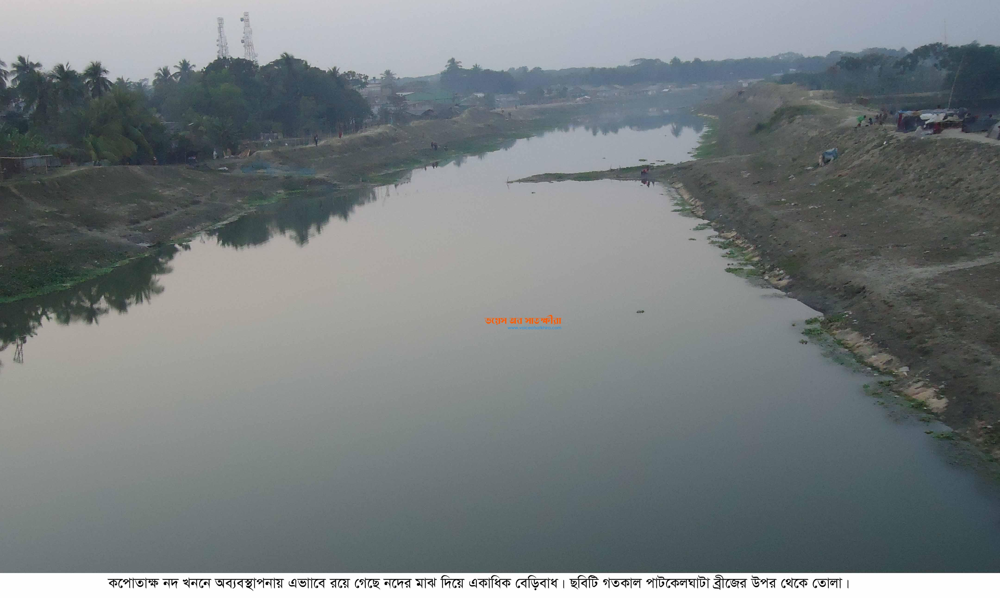 ভয়েস অব সাতক্ষীরা
www.voiceofsatkhira.com
কপোতাক্ষ নদ খননে অব্যবস্থাপনায় এভাাবে রয়ে গেছে নদের মাঝ দিয়ে একাধিক বেড়িবাধ। ছবিটি গতকাল পাটকেলঘাটা ব্রীজের উপর থেকে তোলা।